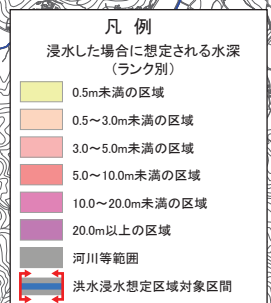 凡例
浸水した場合に想定される水深
(ランク別)
0.5m未満の区域
0.5～3.0m未満の区域
3.0～5.0m未満の区域
5.0～10.0m未満の区域
10.0～20.0m未満の区域
20.0m以上の区域
河川等範囲
洪水浸水想定区域対象区間